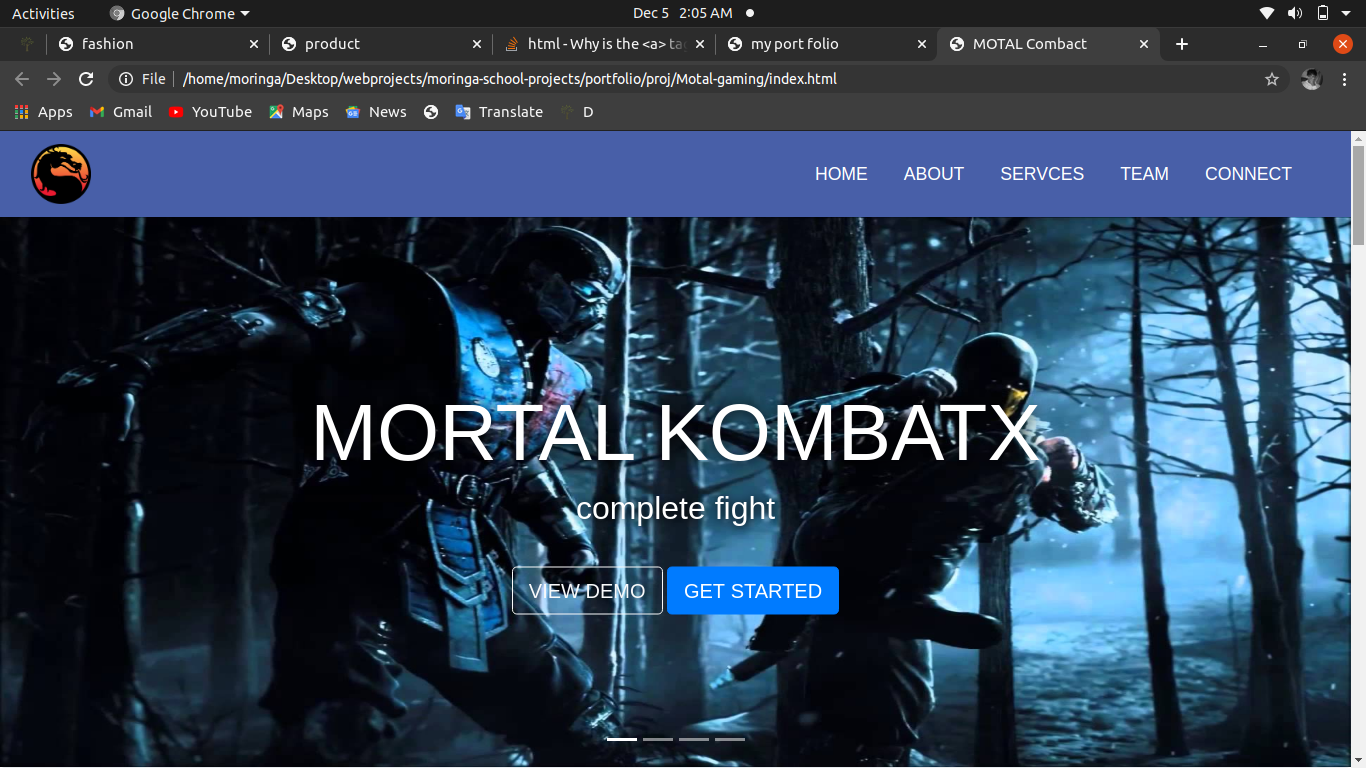 Activities Google Chrome Dec 5 2:05 AM
fashion product html - Why is the <a> tag my port folio MOTAL Combact
File /home/moringa/Desktop/webprojects/moringa-school-projects/portfolio/proj/Motal-gaming/index.html
Apps Gmail YouTube Maps News Translate D
HOME ABOUT SERVCES TEAM CONNECT
MORTAL KOMBATX
complete fight
VIEW DEMO GET STARTED